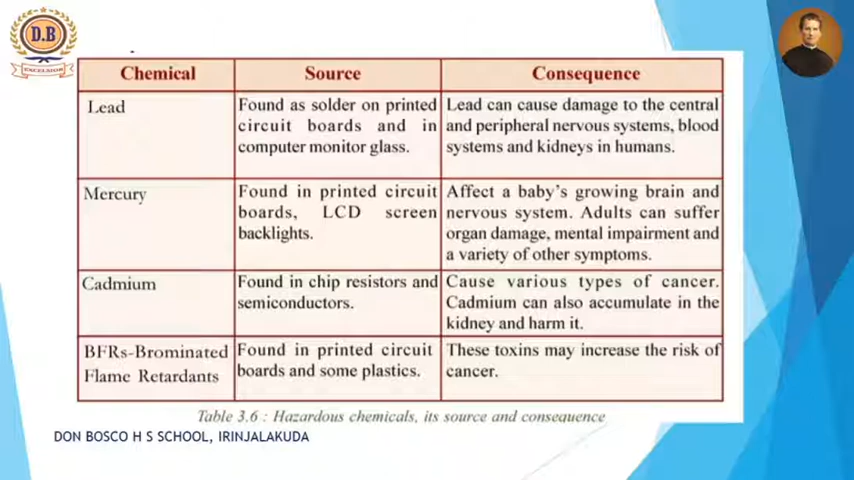 D.B
EXCELSIOR
Chemical
Source
Consequence
Lead
Found as solder on printed
circuit boards and in
computer monitor glass.
Lead can cause damage to the central
and peripheral nervous systems, blood
systems and kidneys in humans.
Mercury
Found in printed circuit
boards, LCD screen
backlights.
Affect a baby's growing brain and
nervous system. Adults can suffer
organ damage, mental impairment and
a variety of other symptoms.
Cadmium
Found in chip resistors and
semiconductors.
Cause various types of cancer.
Cadmium can also accumulate in the
kidney and harm it.
BFRs-Brominated
Flame Retardants
Found in printed circuit
boards and some plastics.
These toxins may increase the risk of
cancer.
Table 3.6 : Hazardous chemicals, its source and consequence
DON BOSCO H S SCHOOL, IRINJALAKUDA